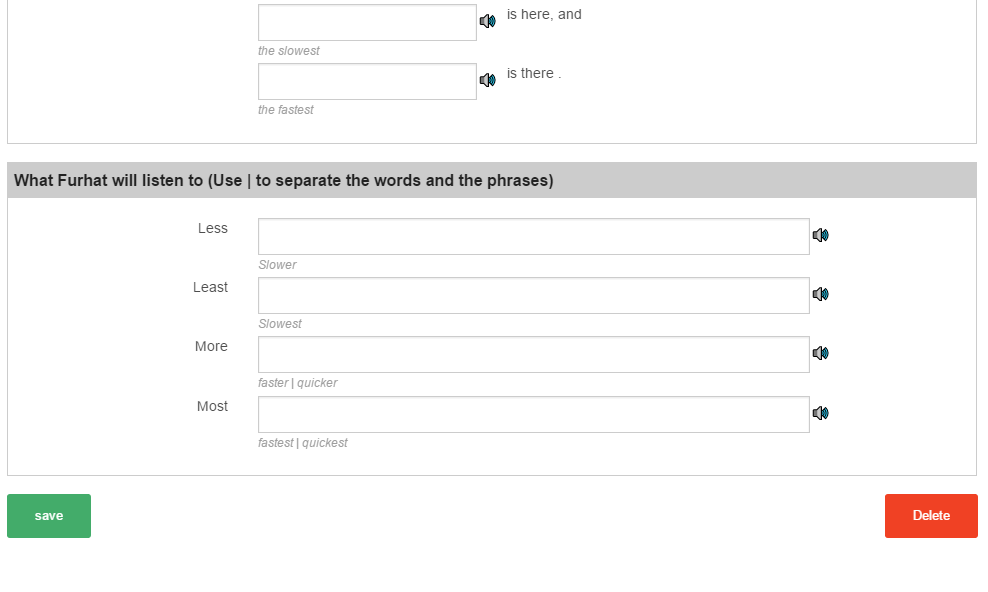 is here, and
the slowest
is there .
the fastest
What Furhat will listen to (Use | to separate the words and the phrases)
Less
Slower
Least
Slowest
More
faster | quicker
Most
fastest | quickest
save
Delete